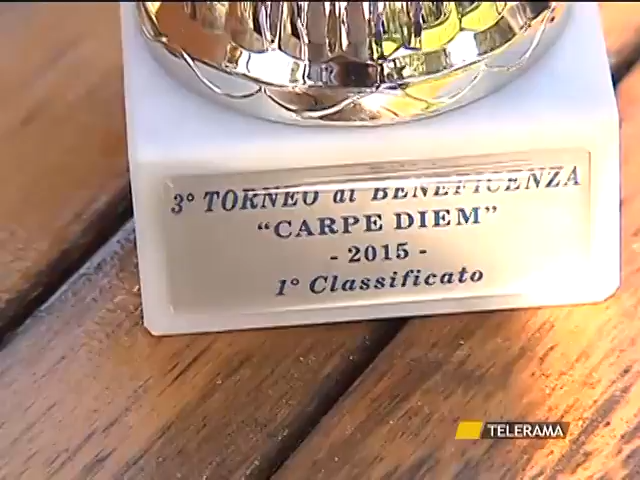 3° TORNEO di BENEFICENZA
“CARPE DIEM”
- 2015 -
1° Classificato
TELERAMA